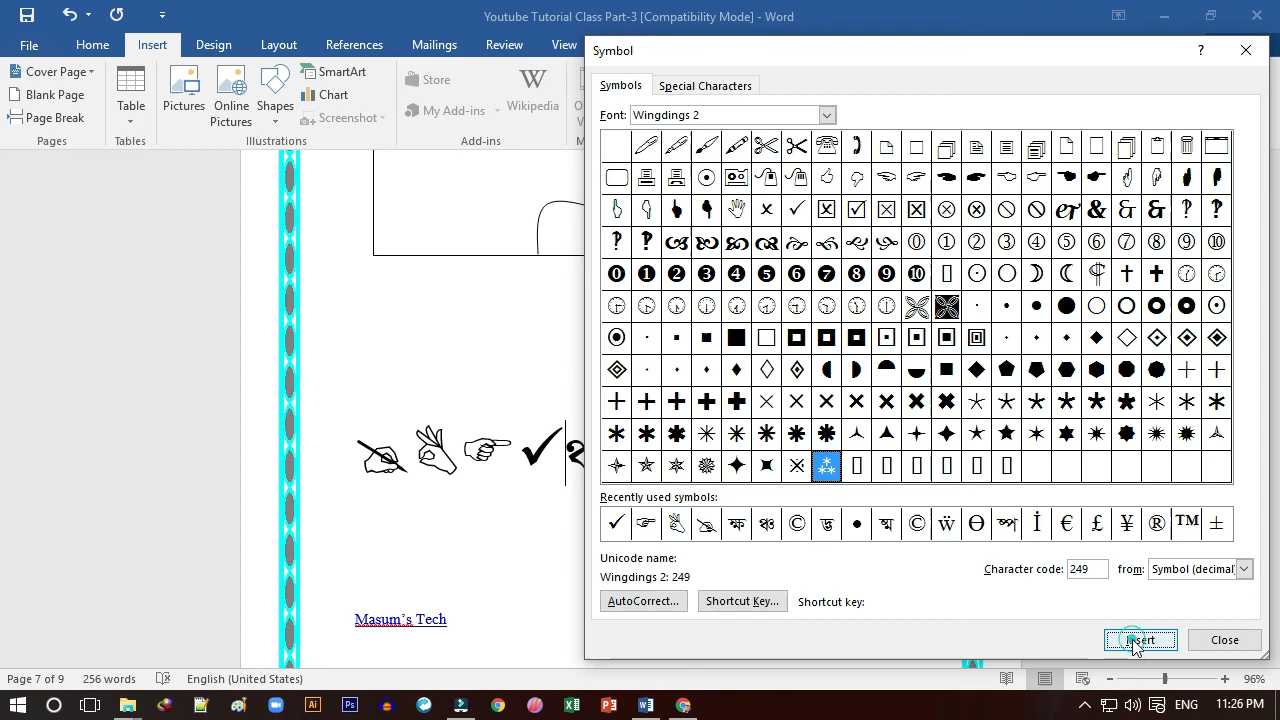 Youtube Tutorial Class Part-3 [Compatibility Mode] - Word
File Home Insert Design Layout References Mailings Review View
Cover Page
Blank Page
Page Break
Pages
Table
Pictures
Online Pictures
Shapes
SmartArt
Chart
Screenshot
Illustrations
Store
My Add-ins
Wikipedia
Add-ins
Symbol
?
Symbols Special Characters
Font: Wingdings 2
Recently used symbols:
Unicode name:
Wingdings 2: 249
Character code: 249 from: Symbol (decimal
AutoCorrect... Shortcut Key... Shortcut key:
Insert Close
Masum's Tech
Page 7 of 9 256 words English (United States) 96%
ENG 11:26 PM